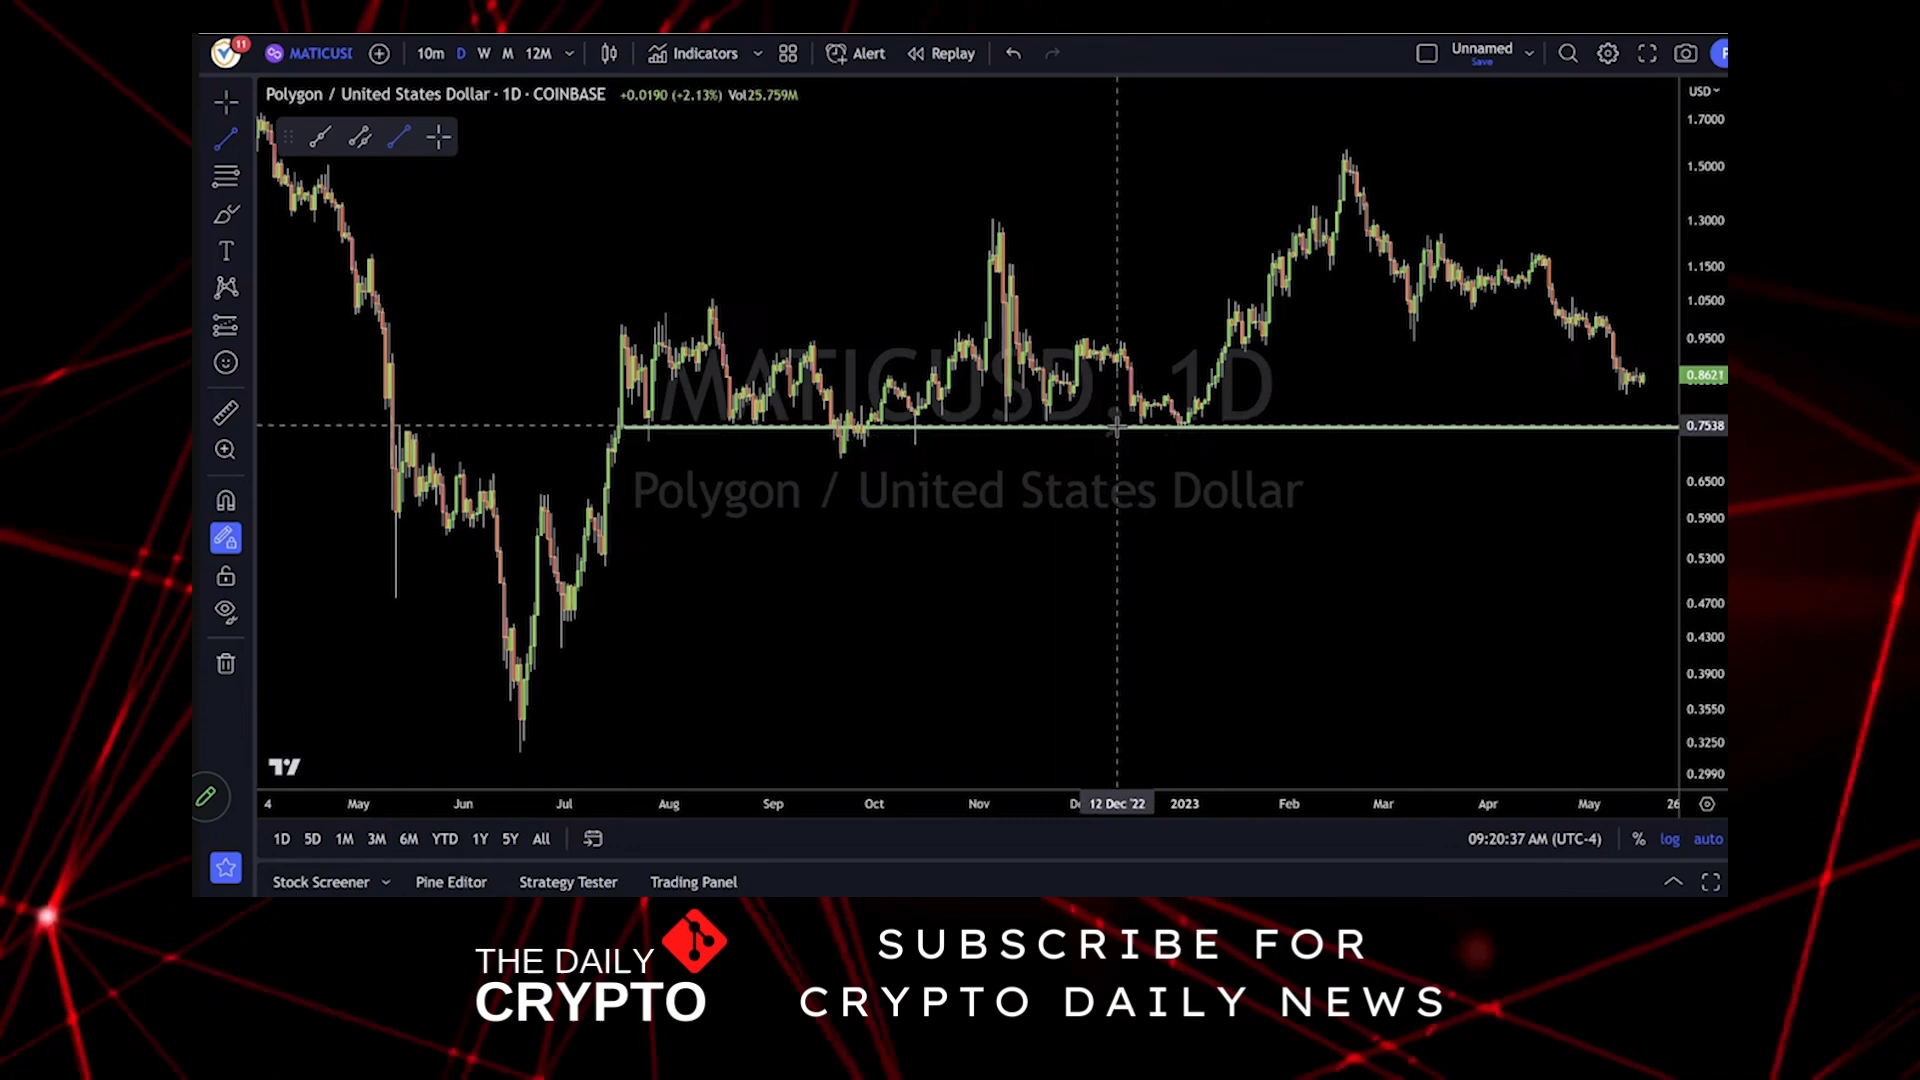 11
MATICUSD
10m D W M 12M
Indicators
Alert
Replay
Unnamed
Save
Polygon / United States Dollar · 1D · COINBASE +0.0190 (+2.13%) Vol25.759M
USD
1.7000
1.5000
1.3000
1.1500
1.0500
0.9500
0.8621
0.7538
0.6500
0.5900
0.5300
0.4700
0.4300
0.3900
0.3550
0.3250
0.2990
MATICUSD, 1D
Polygon / United States Dollar
4 May Jun Jul Aug Sep Oct Nov De 12 Dec '22 2023 Feb Mar Apr May 26
1D 5D 1M 3M 6M YTD 1Y 5Y All
09:20:37 AM (UTC-4) % log auto
Stock Screener Pine Editor Strategy Tester Trading Panel
THE DAILY
CRYPTO
SUBSCRIBE FOR
CRYPTO DAILY NEWS